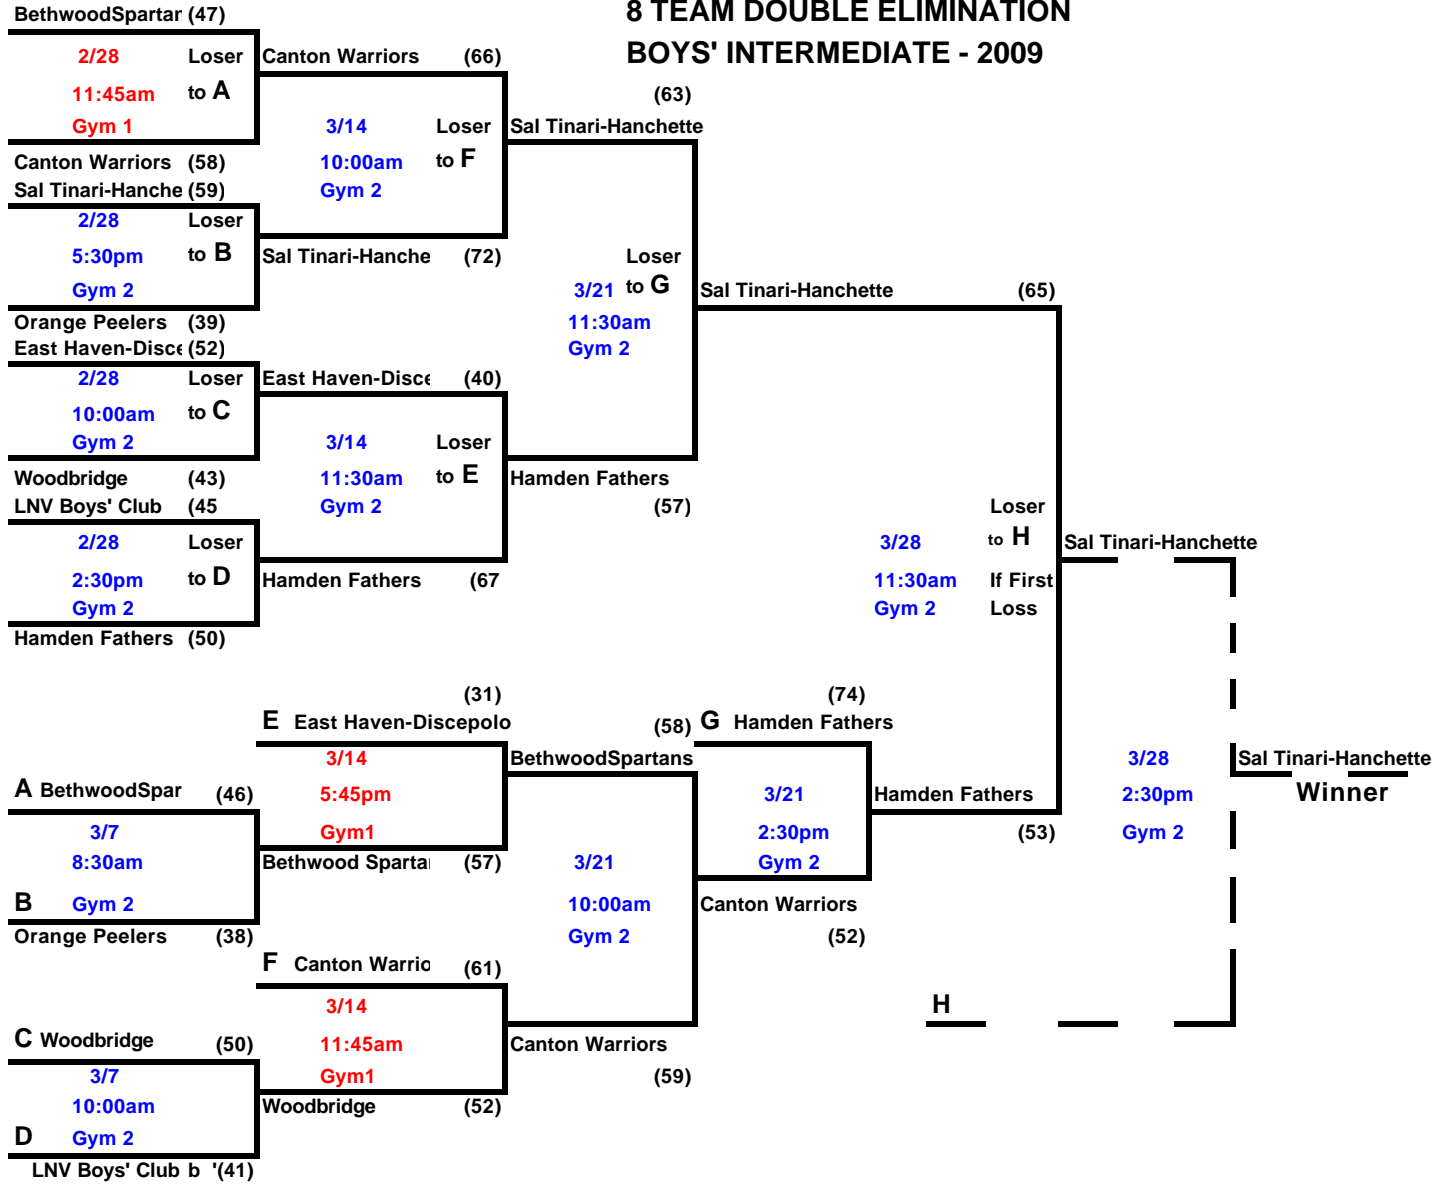 8 TEAM DOUBLE ELIMINATION
BOYS' INTERMEDIATE - 2009
BethwoodSpartar (47)
2/28 Loser
11:45am to A
Gym 1
Canton Warriors (58)
Sal Tinari-Hanche (59)
2/28 Loser
5:30pm to B
Gym 2
Orange Peelers (39)
East Haven-Disce (52)
2/28 Loser
10:00am to C
Gym 2
Woodbridge (43)
LNV Boys' Club (45
2/28 Loser
2:30pm to D
Gym 2
Hamden Fathers (50)
Canton Warriors (66)
3/14 Loser
10:00am to F
Gym 2
Sal Tinari-Hanche (72)
East Haven-Disce (40)
3/14 Loser
11:30am to E
Gym 2
Hamden Fathers (67
(63)
Sal Tinari-Hanchette
Loser
3/21 to G
11:30am
Gym 2
Hamden Fathers
(57)
Sal Tinari-Hanchette (65)
Loser
3/28 to H
11:30am If First
Gym 2 Loss
Sal Tinari-Hanchette
A BethwoodSpar (46)
3/7
8:30am
B Gym 2
Orange Peelers (38)
C Woodbridge (50)
3/7
10:00am
D Gym 2
LNV Boys' Club b '(41)
(31)
E East Haven-Discepolo
3/14
5:45pm
Gym1
Bethwood Spartar (57)
F Canton Warrio (61)
3/14
11:45am
Gym1
Woodbridge (52)
(58)
BethwoodSpartans
3/21
10:00am
Gym 2
Canton Warriors
(59)
(74)
G Hamden Fathers
3/21
2:30pm
Gym 2
Canton Warriors
(52)
Hamden Fathers
(53)
3/28
2:30pm
Gym 2
H
Sal Tinari-Hanchette
Winner